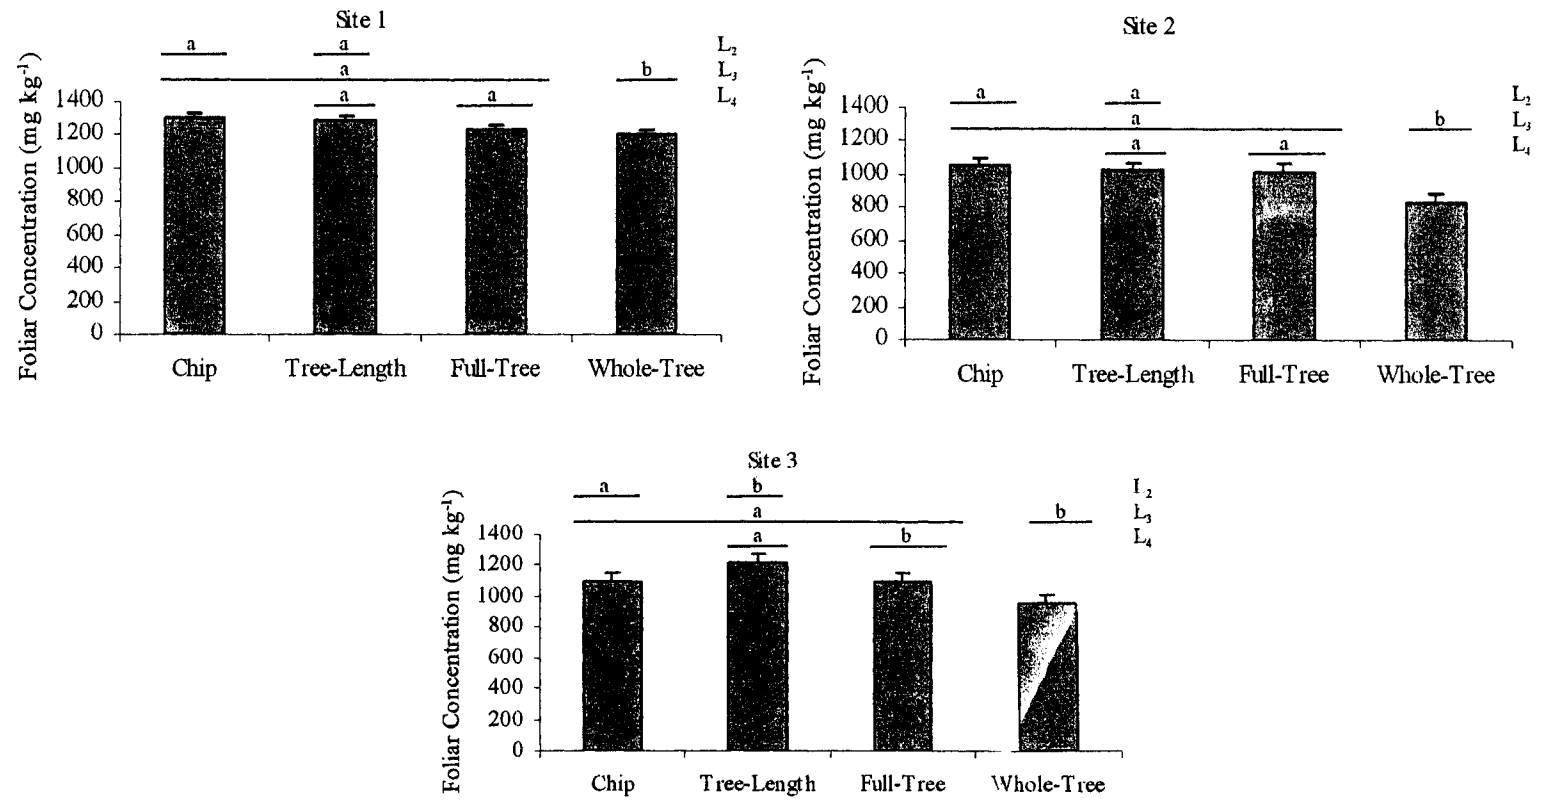 Site 1
a a L₂
a b L₃
a a L₄
Foliar Concentration (mg kg⁻¹)
1400
1200
1000
800
600
400
200
0
Chip Tree-Length Full-Tree Whole-Tree
Site 2
a a L₂
a b L₃
a a L₄
Foliar Concentration (mg kg⁻¹)
1400
1200
1000
800
600
400
200
0
Chip Tree-Length Full-Tree Whole-Tree
Site 3
a b L₂
a b L₃
a b L₄
Foliar Concentration (mg kg⁻¹)
1400
1200
1000
800
600
400
200
0
Chip Tree-Length Full-Tree Whole-Tree